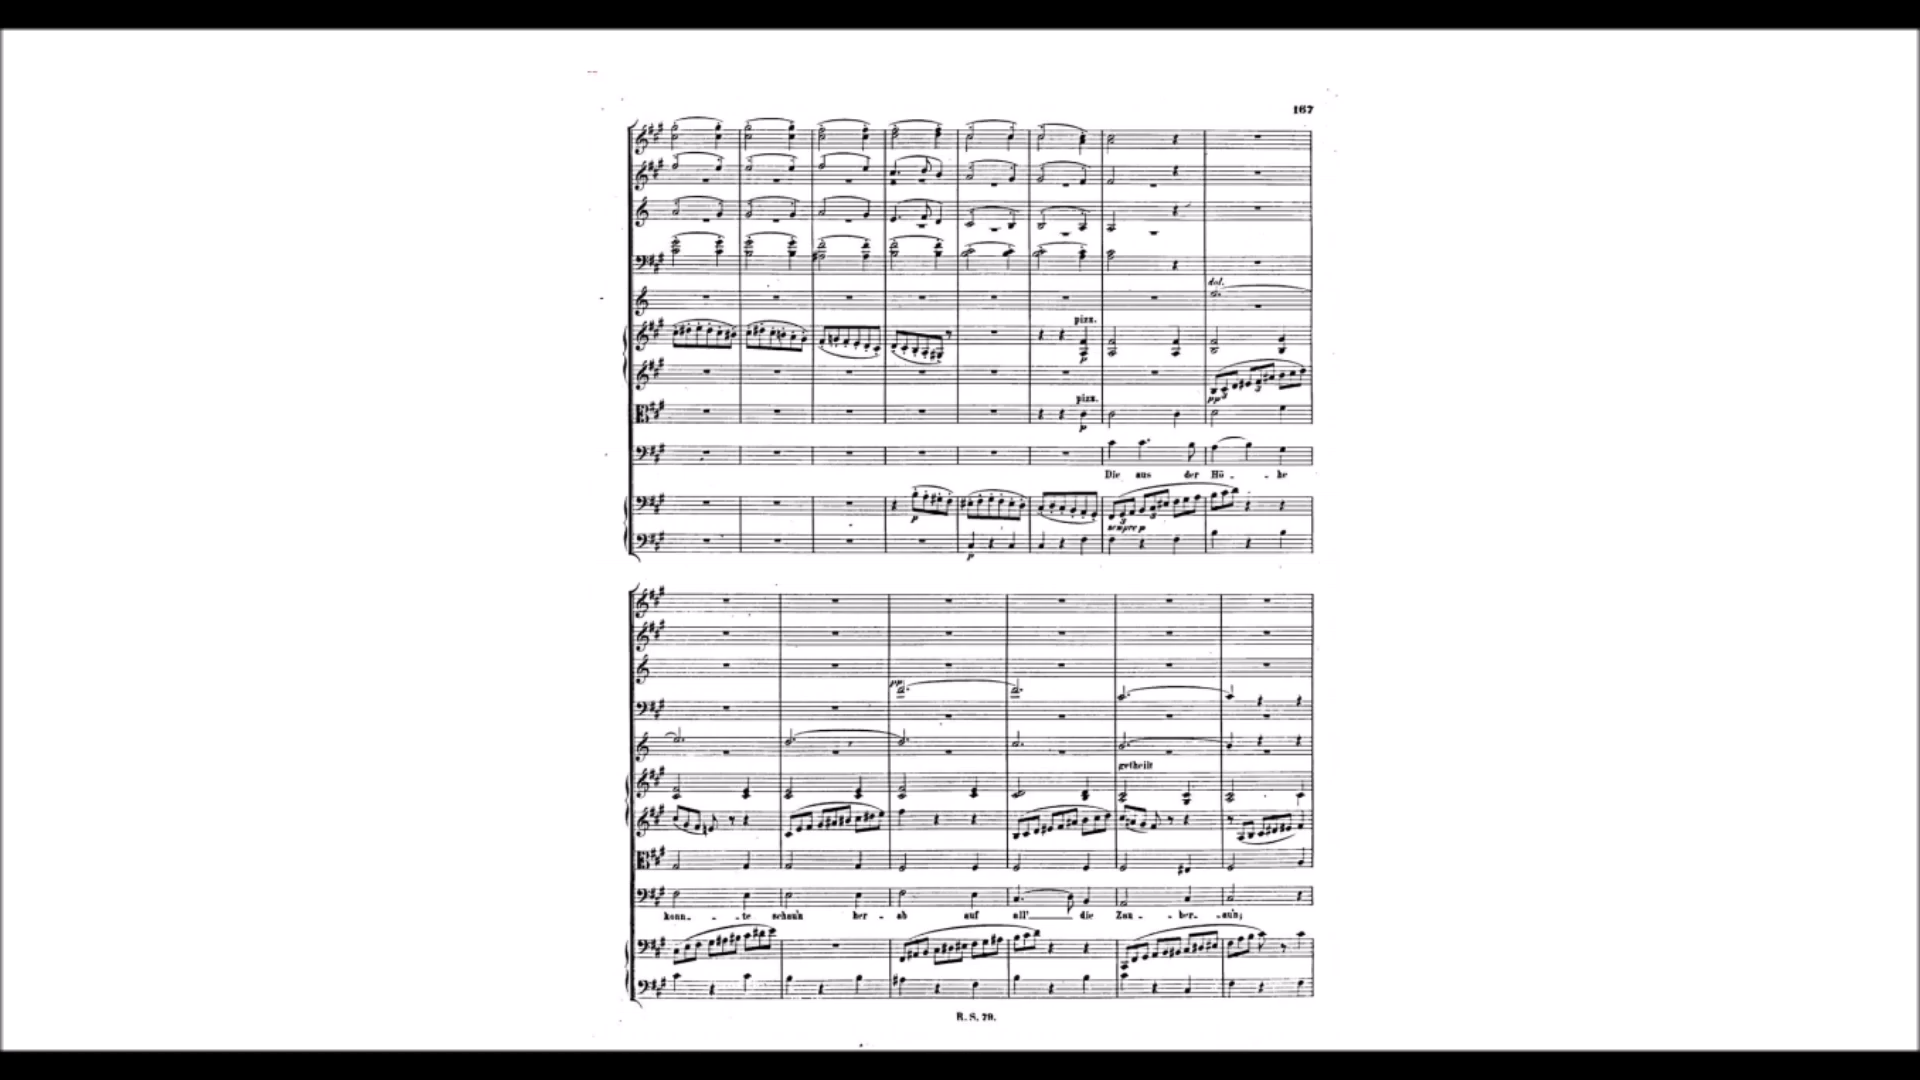 167
dol.
pizz.
p
pp
pizz.
p
Die aus der Hö - - he
p
sempre p
p
pp
getheilt
konn - - - te schau'n her - ab auf all' die Zau - - ber - - au'n;
R. S. 79.